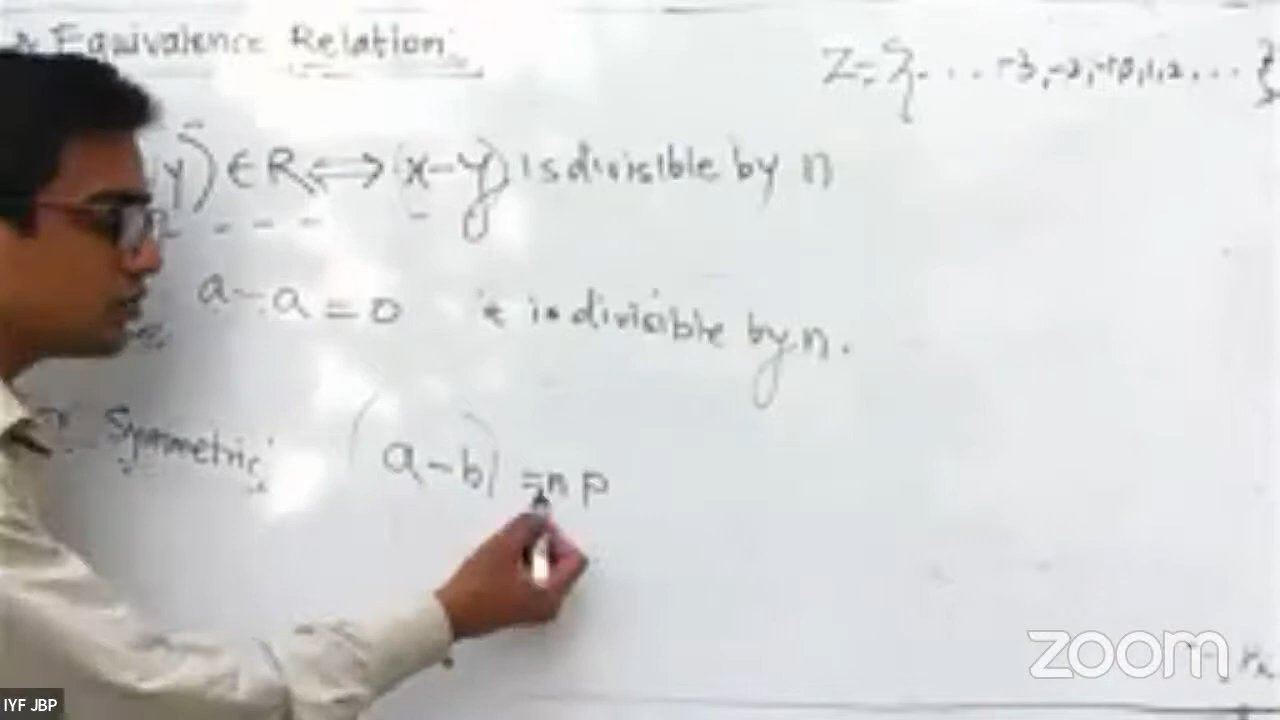 Equivalence Relation:
Z = { . . . -3, -2, -1, 0, 1, 2, . . . }
y) ∈ R ⟺ (x-y) is divisible by n
a - a = 0 it is divisible by n.
Symmetric: (a-b) = n p
zoom
IYF JBP